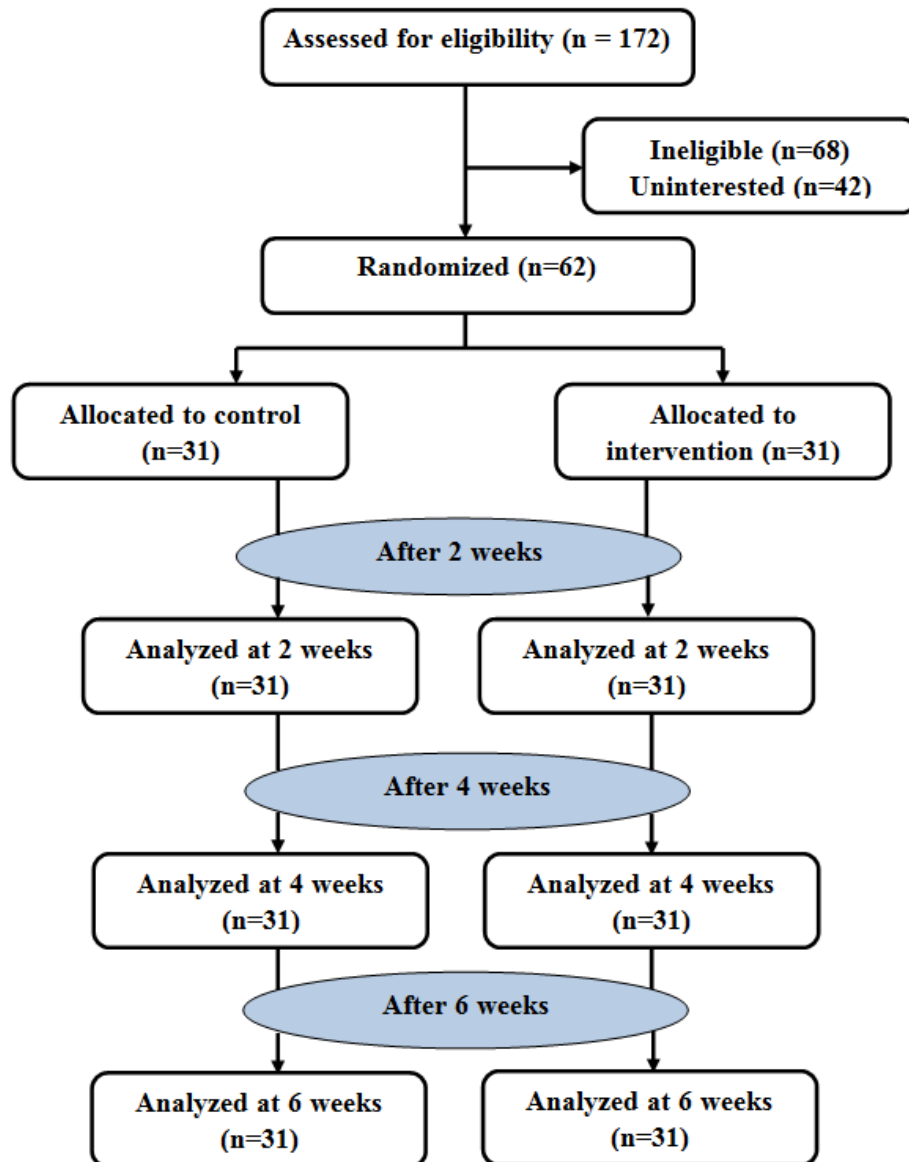 Assessed for eligibility (n = 172)
Ineligible (n=68)
Uninterested (n=42)
Randomized (n=62)
Allocated to control
(n=31)
Allocated to
intervention (n=31)
After 2 weeks
Analyzed at 2 weeks
(n=31)
Analyzed at 2 weeks
(n=31)
After 4 weeks
Analyzed at 4 weeks
(n=31)
Analyzed at 4 weeks
(n=31)
After 6 weeks
Analyzed at 6 weeks
(n=31)
Analyzed at 6 weeks
(n=31)